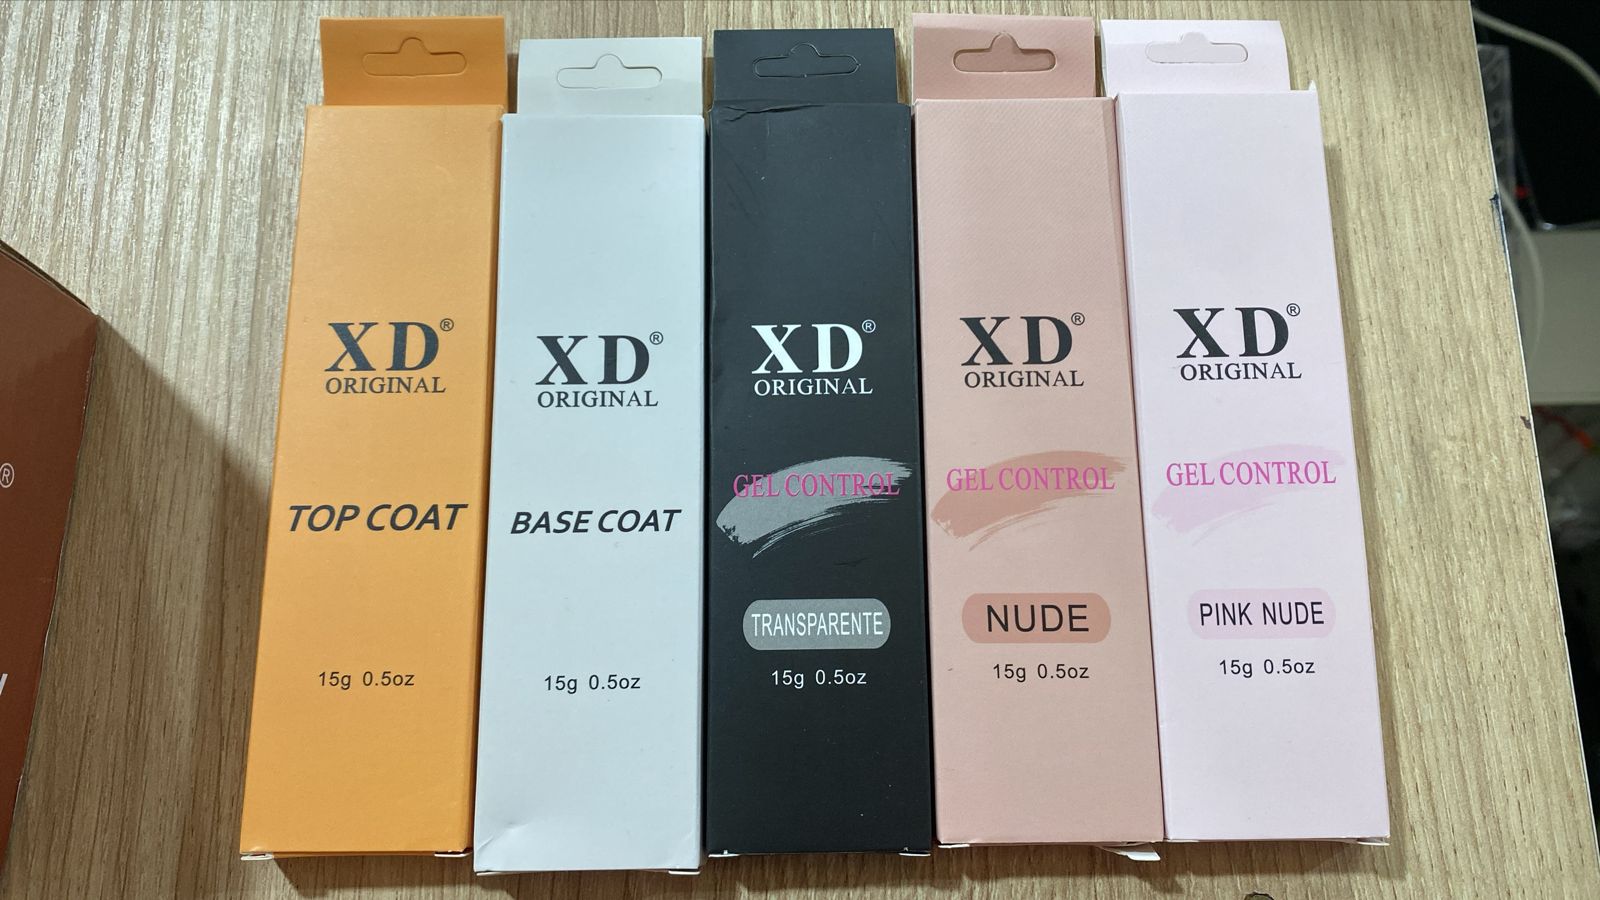 XD®
ORIGINAL
TOP COAT
15g 0.5oz
XD®
ORIGINAL
BASE COAT
15g 0.5oz
XD®
ORIGINAL
GEL CONTROL
TRANSPARENTE
15g 0.5oz
XD®
ORIGINAL
GEL CONTROL
NUDE
15g 0.5oz
XD®
ORIGINAL
GEL CONTROL
PINK NUDE
15g 0.5oz
®